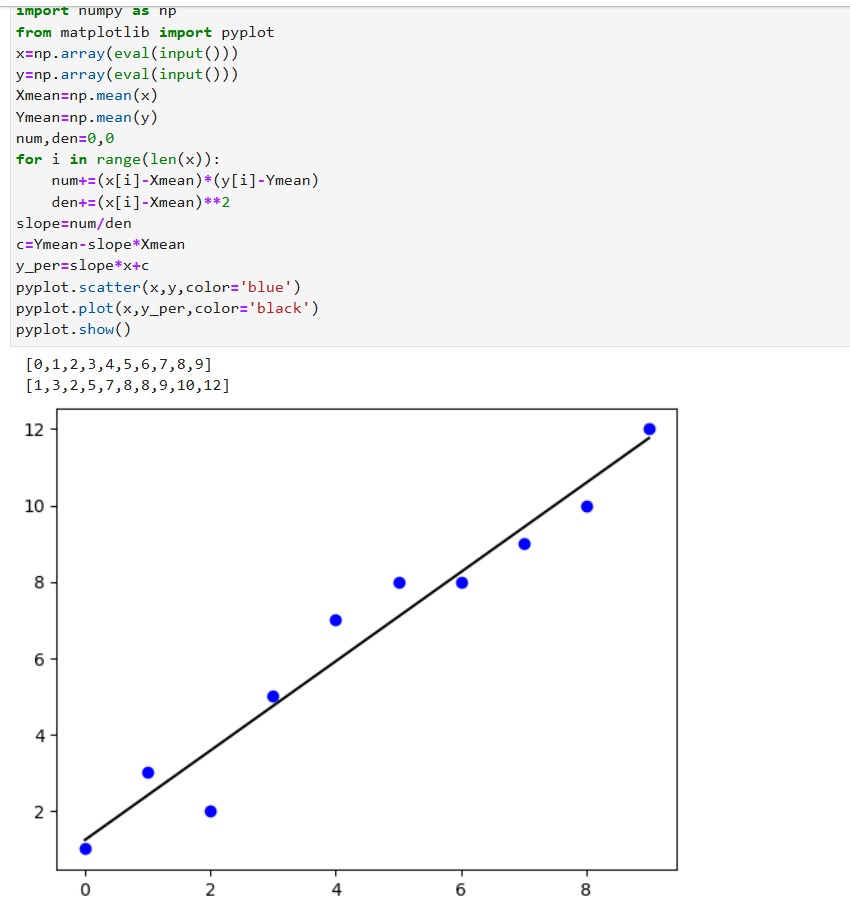 import numpy as np
from matplotlib import pyplot
x=np.array(eval(input()))
y=np.array(eval(input()))
Xmean=np.mean(x)
Ymean=np.mean(y)
num,den=0,0
for i in range(len(x)):
    num+=(x[i]-Xmean)*(y[i]-Ymean)
    den+=(x[i]-Xmean)**2
slope=num/den
c=Ymean-slope*Xmean
y_per=slope*x+c
pyplot.scatter(x,y,color='blue')
pyplot.plot(x,y_per,color='black')
pyplot.show()
[0,1,2,3,4,5,6,7,8,9]
[1,3,2,5,7,8,8,9,10,12]
12
10
8
6
4
2
0 2 4 6 8